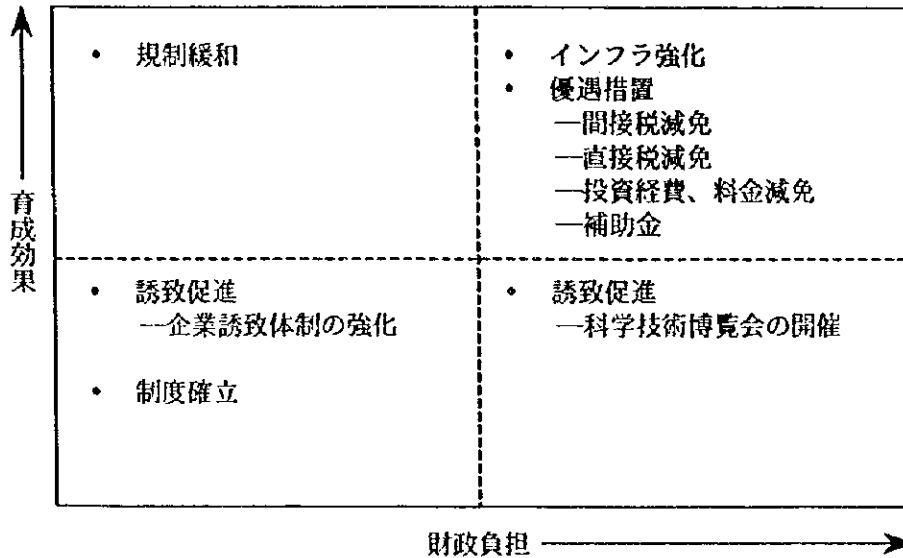 育成効果
・ 規制緩和
・ インフラ強化
・ 優遇措置
―間接税減免
―直接税減免
―投資経費、料金減免
―補助金
・ 誘致促進
―企業誘致体制の強化
・ 制度確立
・ 誘致促進
―科学技術博覧会の開催
財政負担